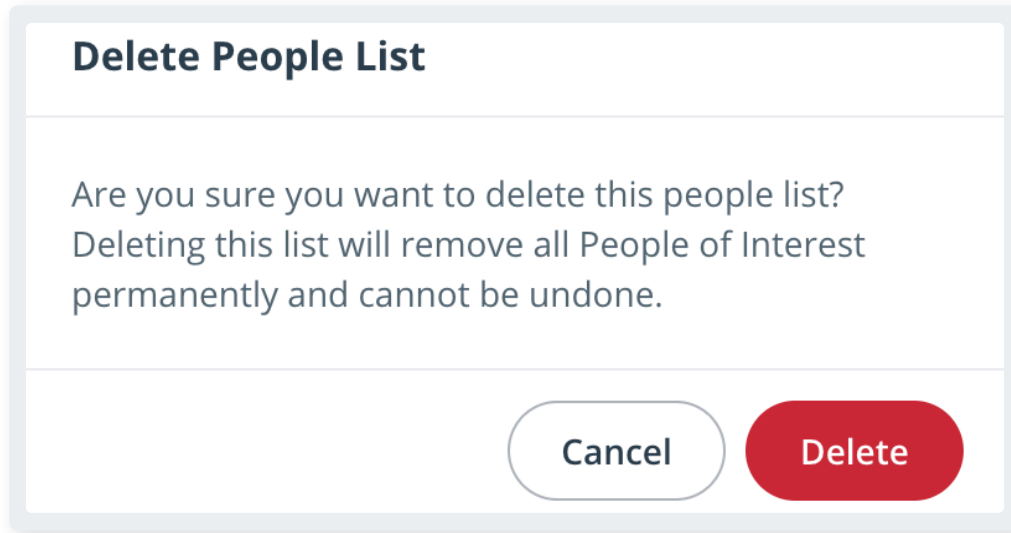 Delete People List
Are you sure you want to delete this people list?
Deleting this list will remove all People of Interest
permanently and cannot be undone.
Cancel Delete